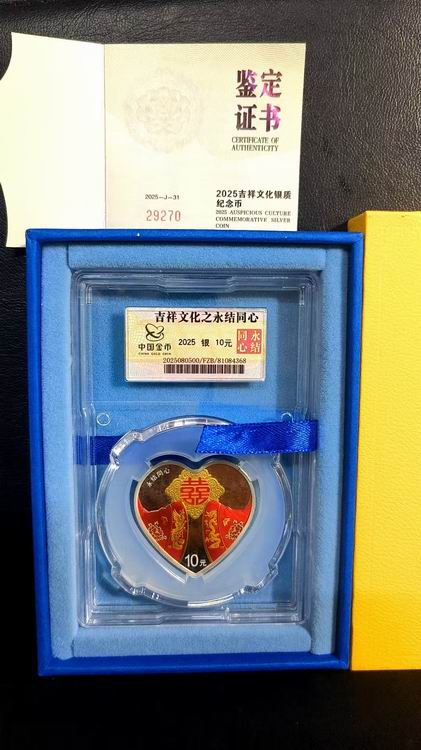 鉴定
证书
CERTIFICATE OF
AUTHENTICITY
2025-J-31
29270
2025吉祥文化银质
纪念币
2025 AUSPICIOUS CULTURE
COMMEMORATIVE SILVER
COIN
吉祥文化之永结同心
中国金币
CHINA GOLD COIN
2025 银 10元
永结
同心
2025080500/FZB/81084368
永结同心
囍
10元